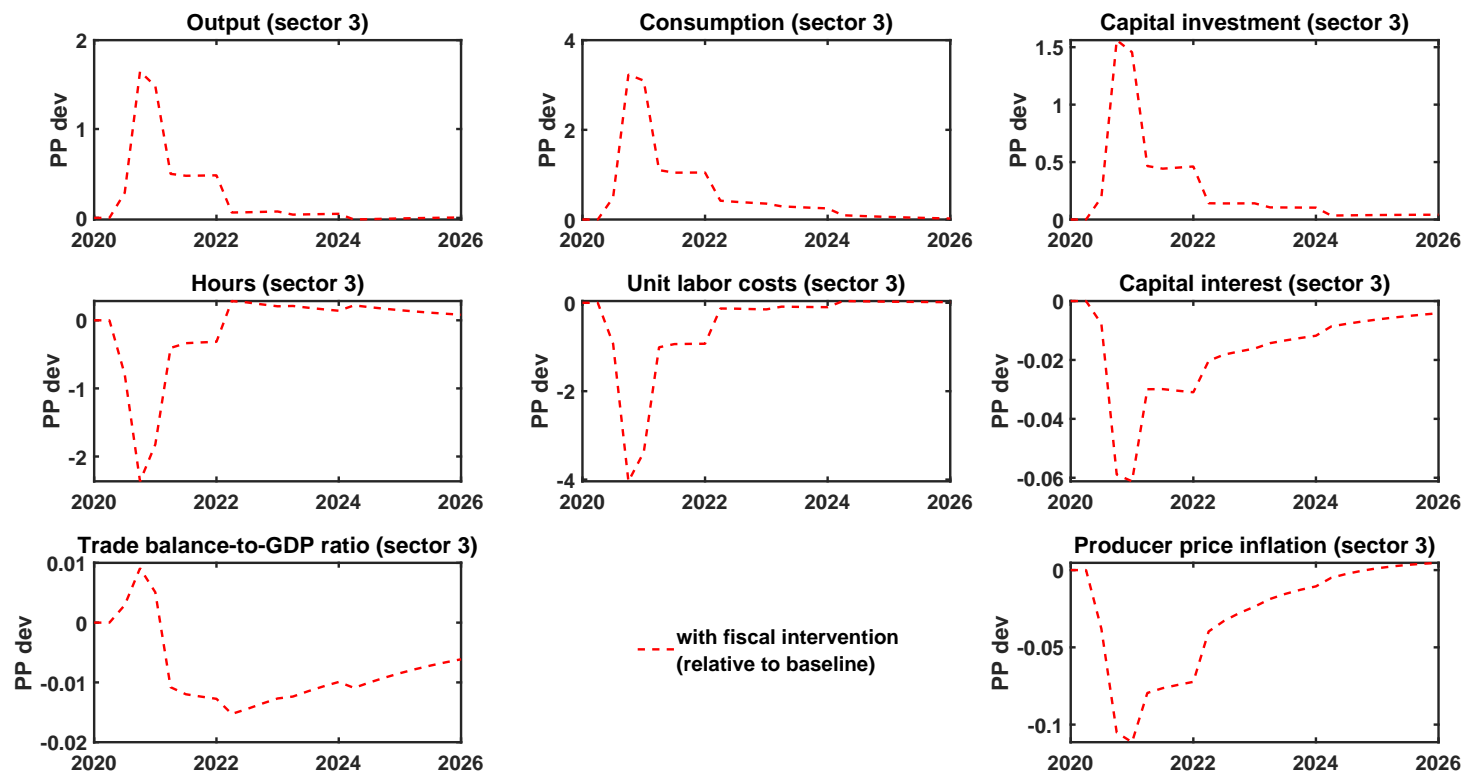 Output (sector 3)
PP dev
2
1
0
2020 2022 2024 2026
Consumption (sector 3)
PP dev
4
2
0
2020 2022 2024 2026
Capital investment (sector 3)
PP dev
1.5
1
0.5
0
2020 2022 2024 2026
Hours (sector 3)
PP dev
0
-1
-2
2020 2022 2024 2026
Unit labor costs (sector 3)
PP dev
0
-2
-4
2020 2022 2024 2026
Capital interest (sector 3)
PP dev
0
-0.02
-0.04
-0.06
2020 2022 2024 2026
Trade balance-to-GDP ratio (sector 3)
PP dev
0.01
0
-0.01
-0.02
2020 2022 2024 2026
with fiscal intervention
(relative to baseline)
Producer price inflation (sector 3)
PP dev
0
-0.05
-0.1
2020 2022 2024 2026